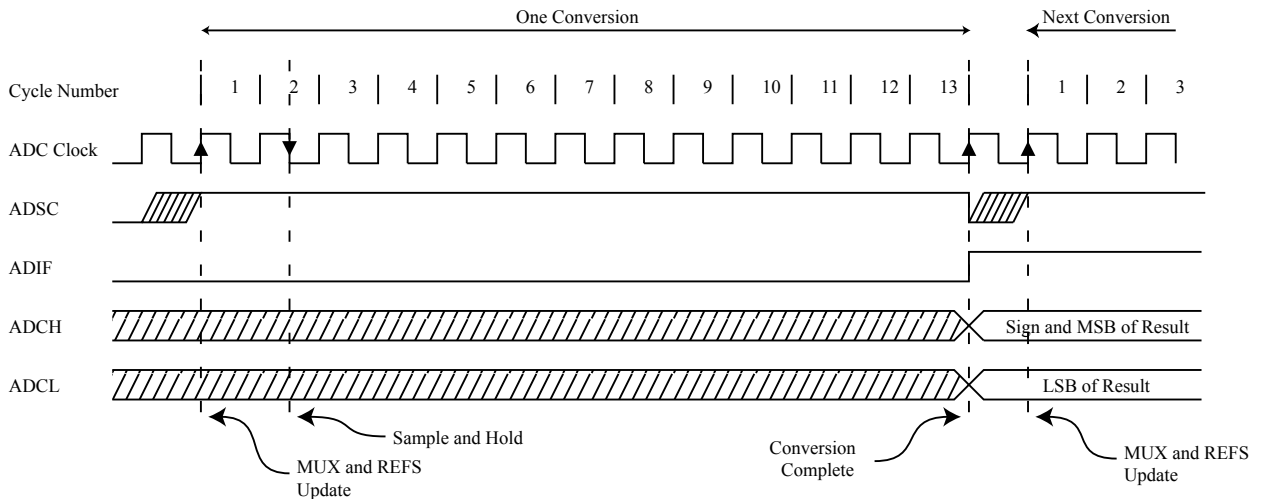 One Conversion
Next Conversion
Cycle Number
1 2 3 4 5 6 7 8 9 10 11 12 13 1 2 3
ADC Clock
ADSC
ADIF
ADCH
Sign and MSB of Result
ADCL
LSB of Result
Sample and Hold
MUX and REFS
Update
Conversion
Complete
MUX and REFS
Update